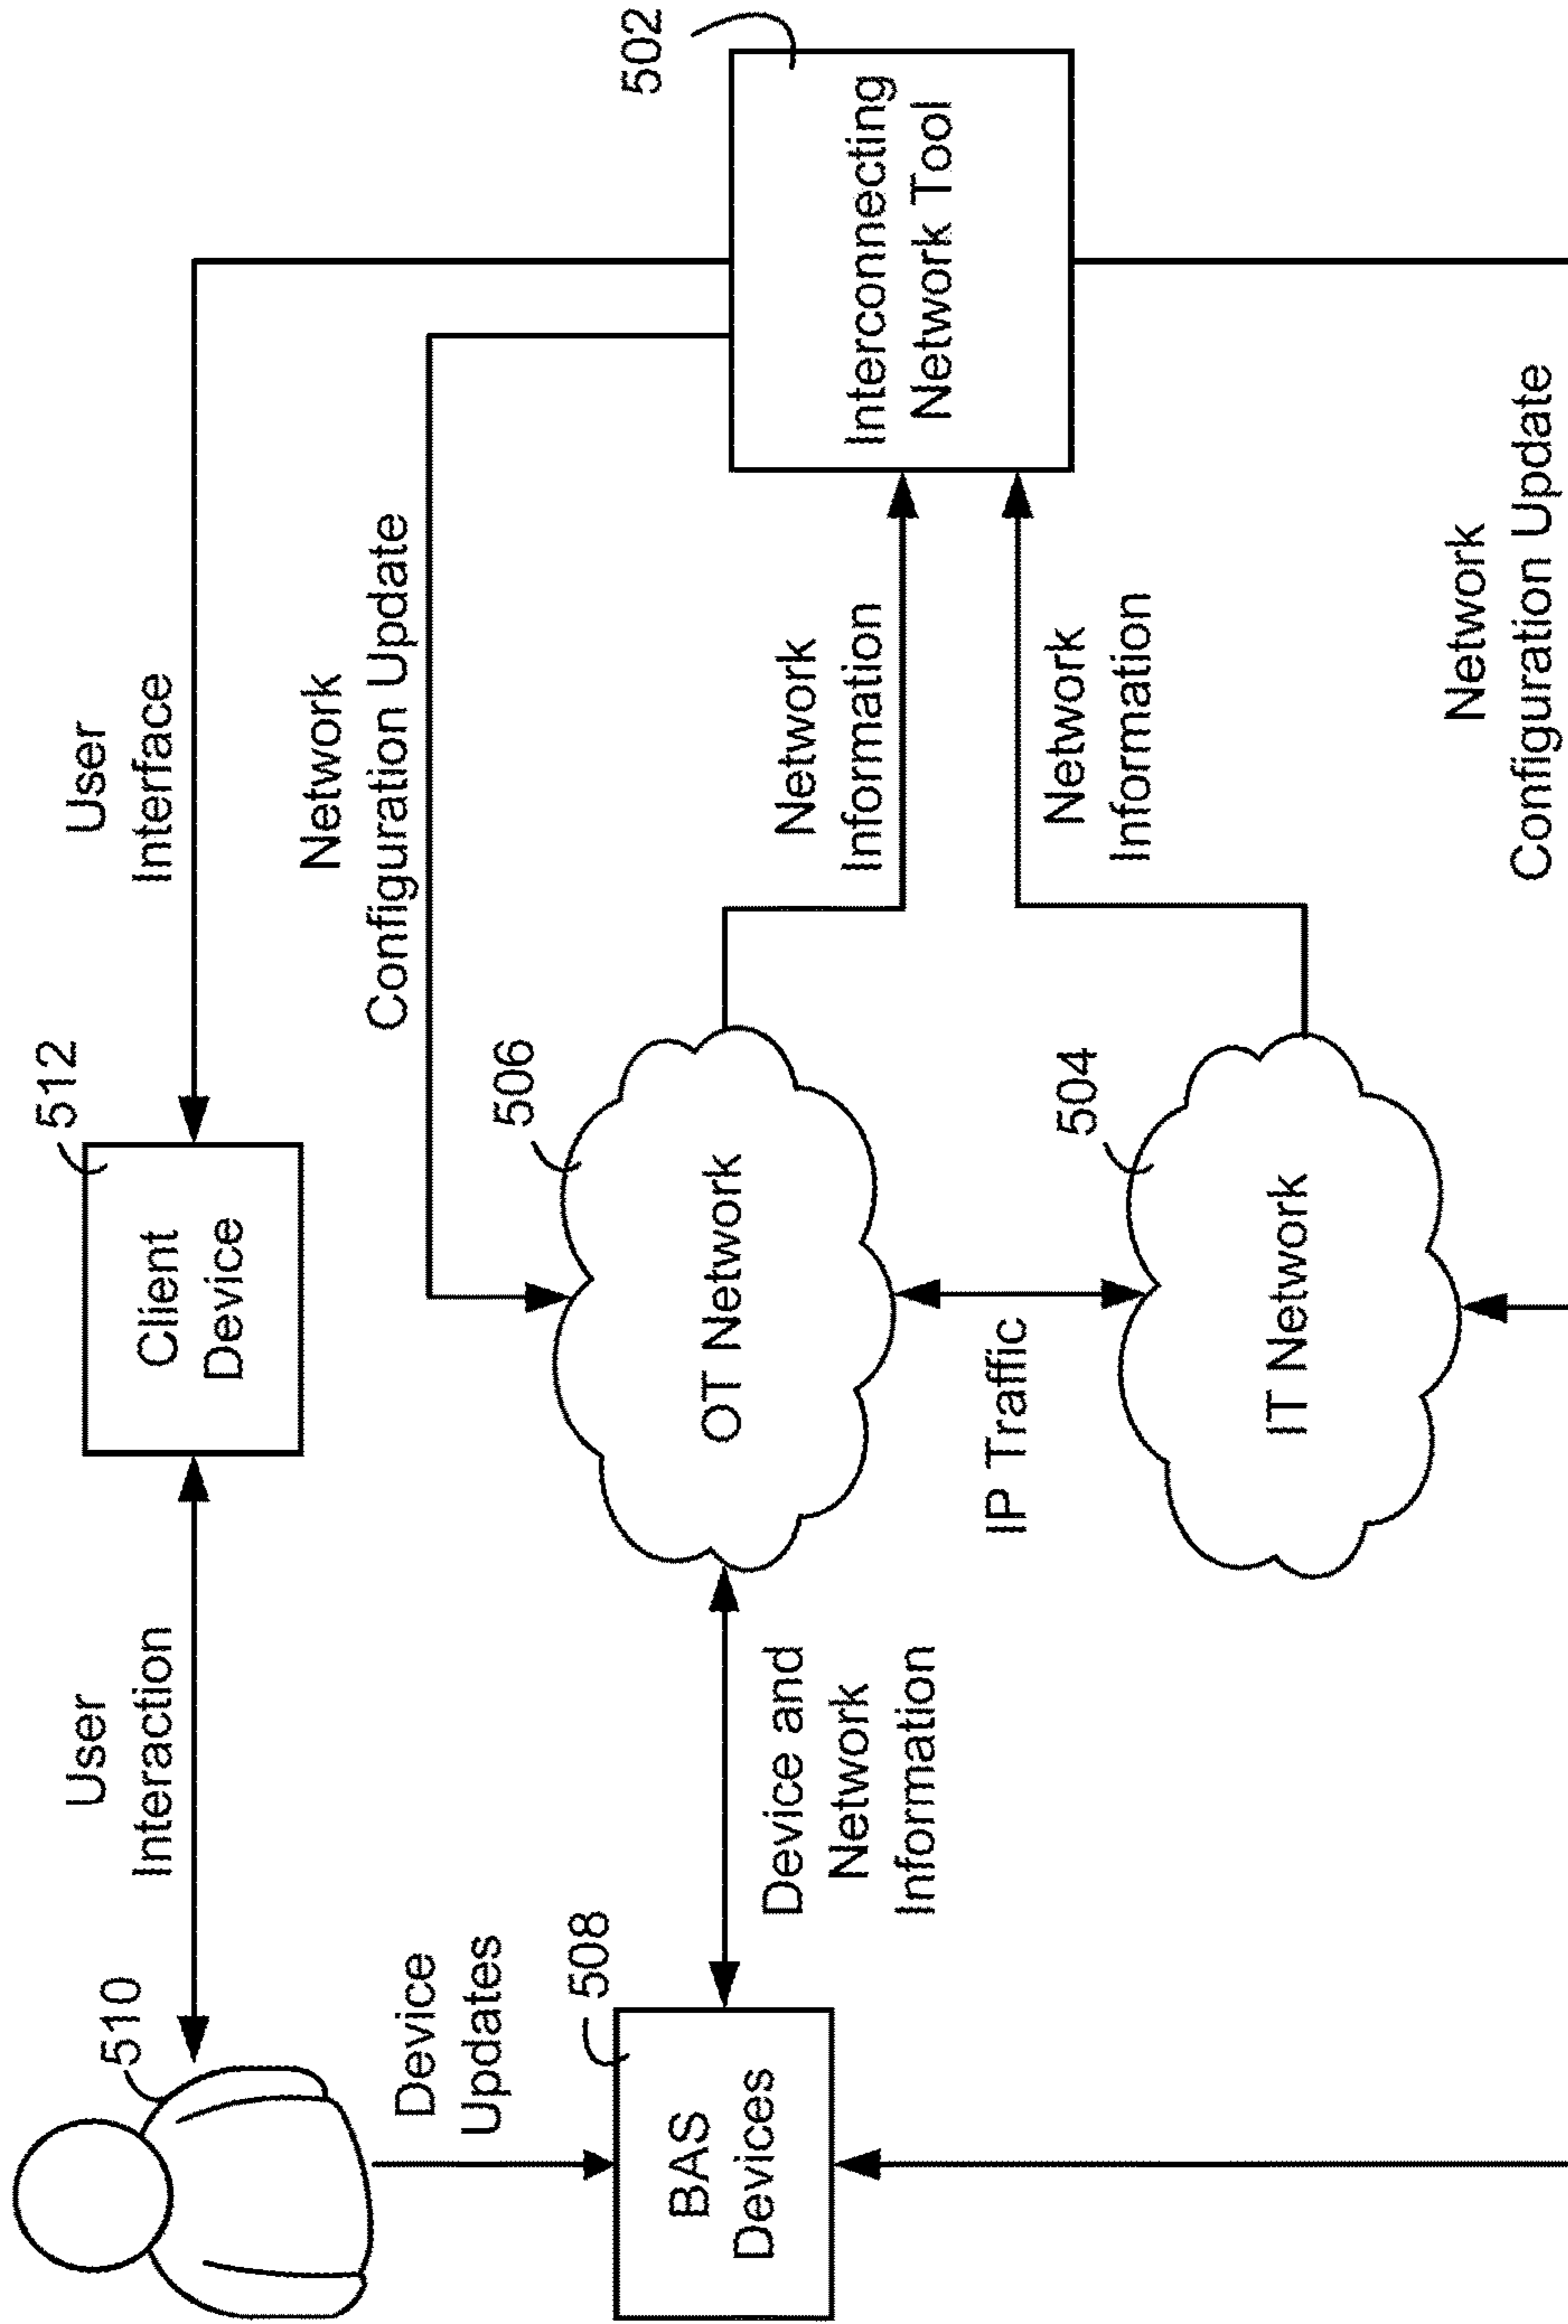 510
User
Interaction
512
Client
Device
User
Interface
Network
Configuration Update
Device
Updates
508
BAS
Devices
Device and
Network
Information
506
OT Network
Network
Information
502
Interconnecting
Network Tool
IP Traffic
504
IT Network
Network
Information
Network
Configuration Update